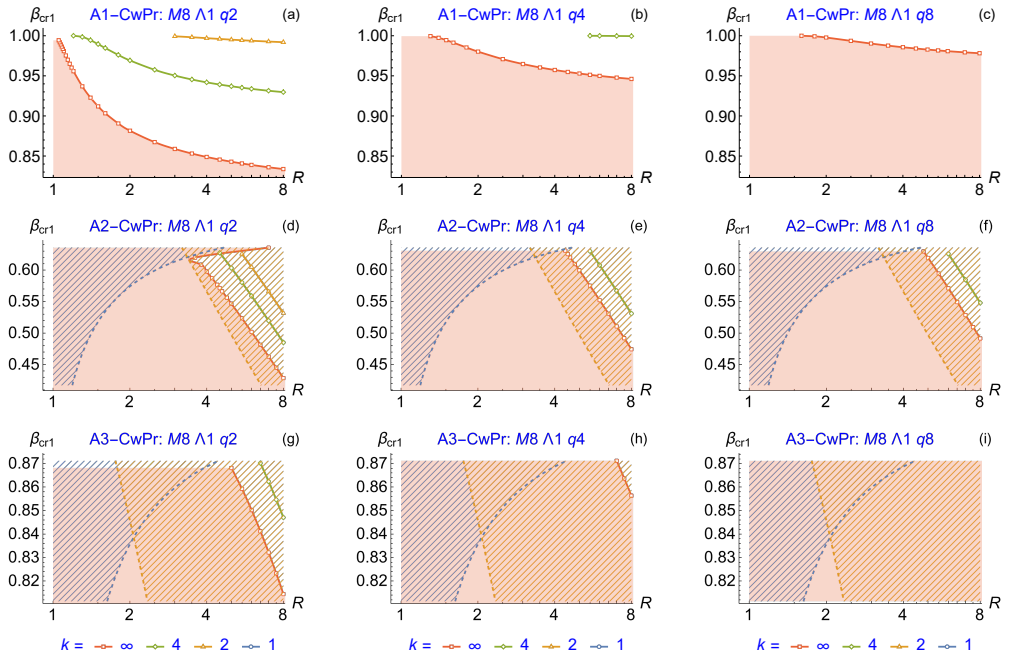 β_cr1 A1–CwPr: M8 Λ1 q2 (a)
1.00
0.95
0.90
0.85
1 2 4 8 R
β_cr1 A1–CwPr: M8 Λ1 q4 (b)
1.00
0.95
0.90
0.85
1 2 4 8 R
β_cr1 A1–CwPr: M8 Λ1 q8 (c)
1.00
0.95
0.90
0.85
1 2 4 8 R
β_cr1 A2–CwPr: M8 Λ1 q2 (d)
0.60
0.55
0.50
0.45
1 2 4 8 R
β_cr1 A2–CwPr: M8 Λ1 q4 (e)
0.60
0.55
0.50
0.45
1 2 4 8 R
β_cr1 A2–CwPr: M8 Λ1 q8 (f)
0.60
0.55
0.50
0.45
1 2 4 8 R
β_cr1 A3–CwPr: M8 Λ1 q2 (g)
0.87
0.86
0.85
0.84
0.83
0.82
1 2 4 8 R
β_cr1 A3–CwPr: M8 Λ1 q4 (h)
0.87
0.86
0.85
0.84
0.83
0.82
1 2 4 8 R
β_cr1 A3–CwPr: M8 Λ1 q8 (i)
0.87
0.86
0.85
0.84
0.83
0.82
1 2 4 8 R
k = ∞ 4 2 1
k = ∞ 4 2 1
k = ∞ 4 2 1